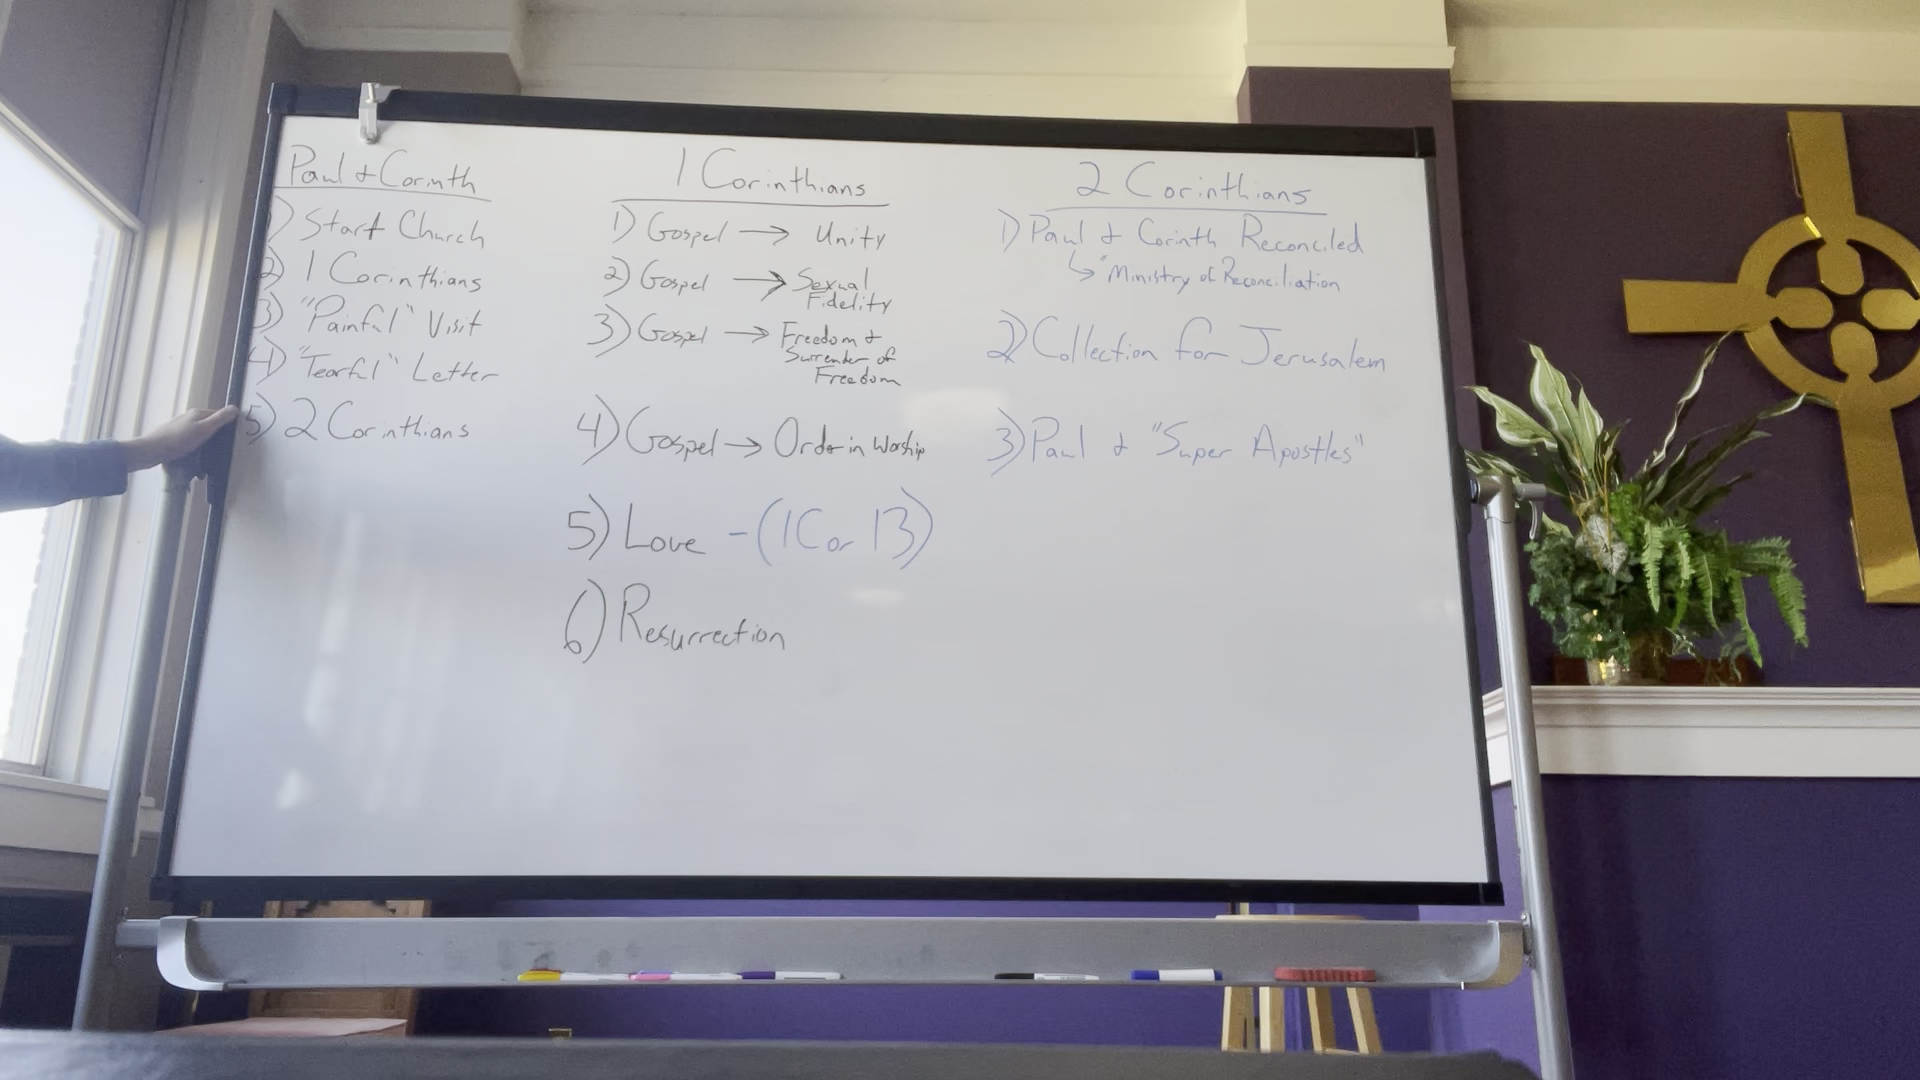 Paul & Corinth
1) Start Church
2) 1 Corinthians
3) "Painful" Visit
4) "Tearful" Letter
5) 2 Corinthians
1 Corinthians
1) Gospel → Unity
2) Gospel → Sexual
Fidelity
3) Gospel → Freedom &
Surrender of
Freedom
4) Gospel → Order in Worship
5) Love - (1 Cor 13)
6) Resurrection
2 Corinthians
1) Paul & Corinth Reconciled
↳ "Ministry of Reconciliation
2) Collection for Jerusalem
3) Paul & "Super Apostles"